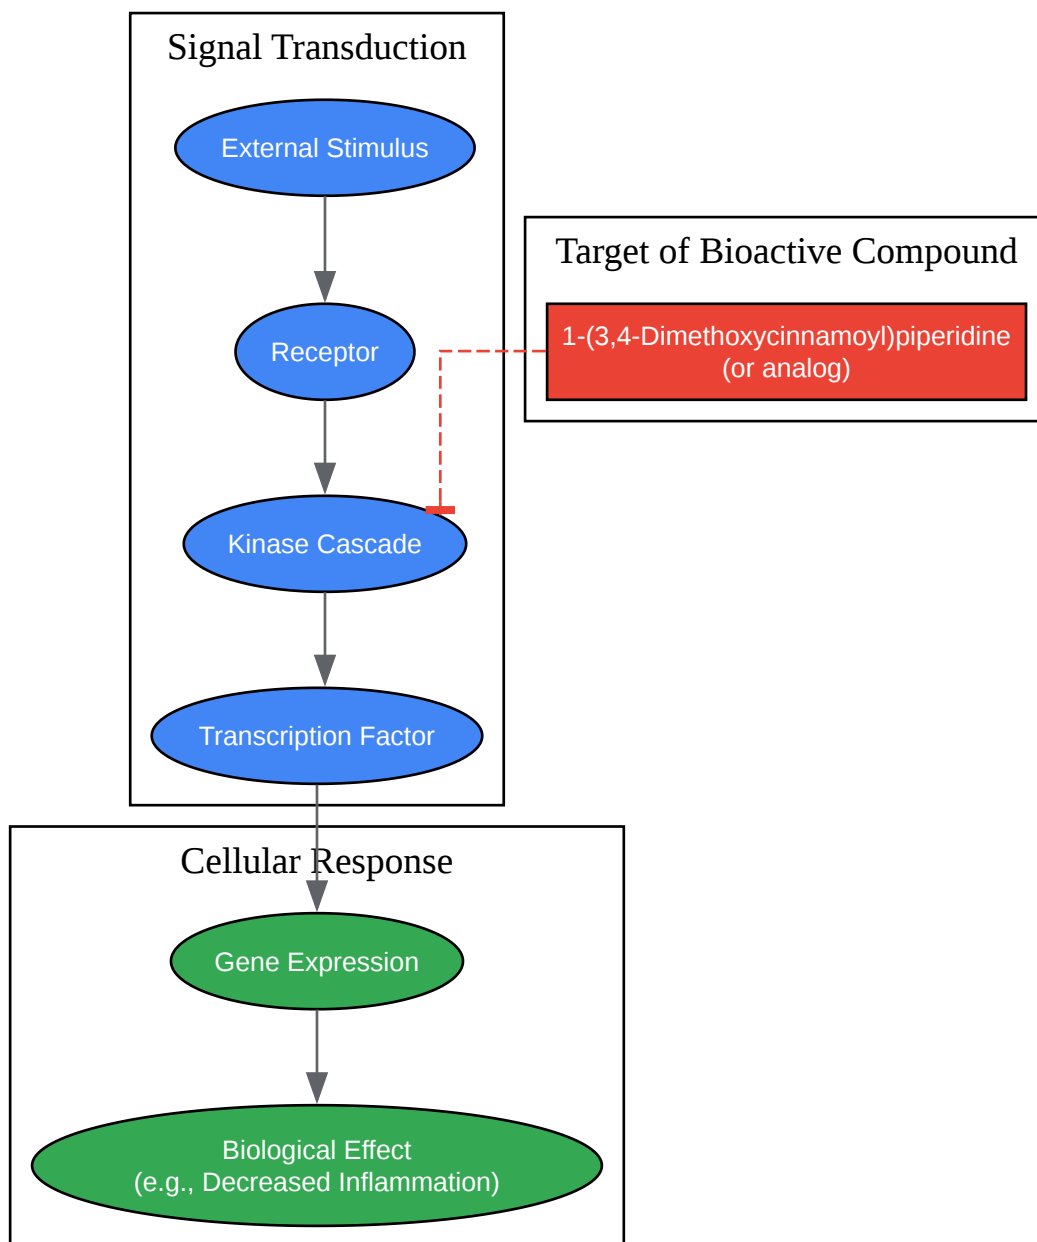 Signal Transduction
External Stimulus
Target of Bioactive Compound
1-(3,4-Dimethoxycinnamoyl)piperidine
(or analog)
Receptor
Kinase Cascade
Transcription Factor
Cellular Response
Gene Expression
Biological Effect
(e.g., Decreased Inflammation)